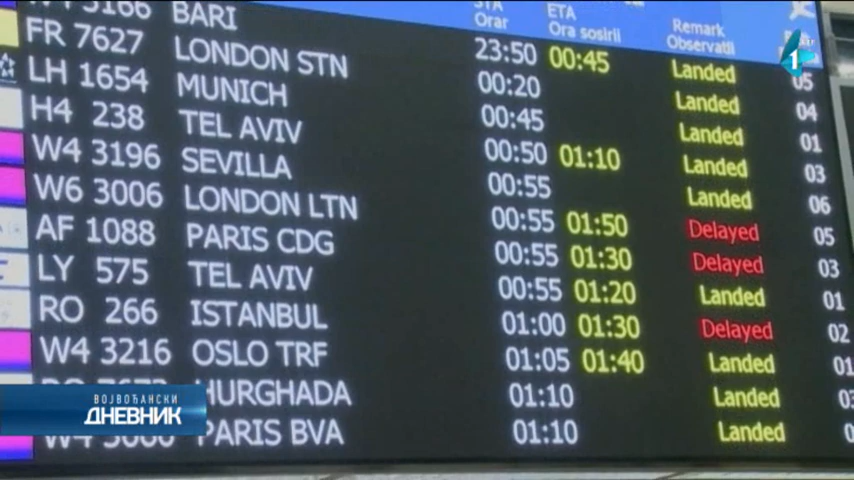 STA ETA Remark
Orar Ora sosirii Observatii
BARI 23:50 00:45 Landed 05
FR 7627 LONDON STN 00:20 Landed 04
LH 1654 MUNICH 00:45 Landed 01
H4 238 TEL AVIV 00:50 01:10 Landed 03
W4 3196 SEVILLA 00:55 Landed 06
W6 3006 LONDON LTN 00:55 01:50 Delayed 05
AF 1088 PARIS CDG 00:55 01:30 Delayed 03
LY 575 TEL AVIV 00:55 01:20 Landed 01
RO 266 ISTANBUL 01:00 01:30 Delayed 02
W4 3216 OSLO TRF 01:05 01:40 Landed 01
HURGHADA 01:10 Landed
PARIS BVA 01:10 Landed
1
ВОЈВОЂАНСКИ
ДНЕВНИК